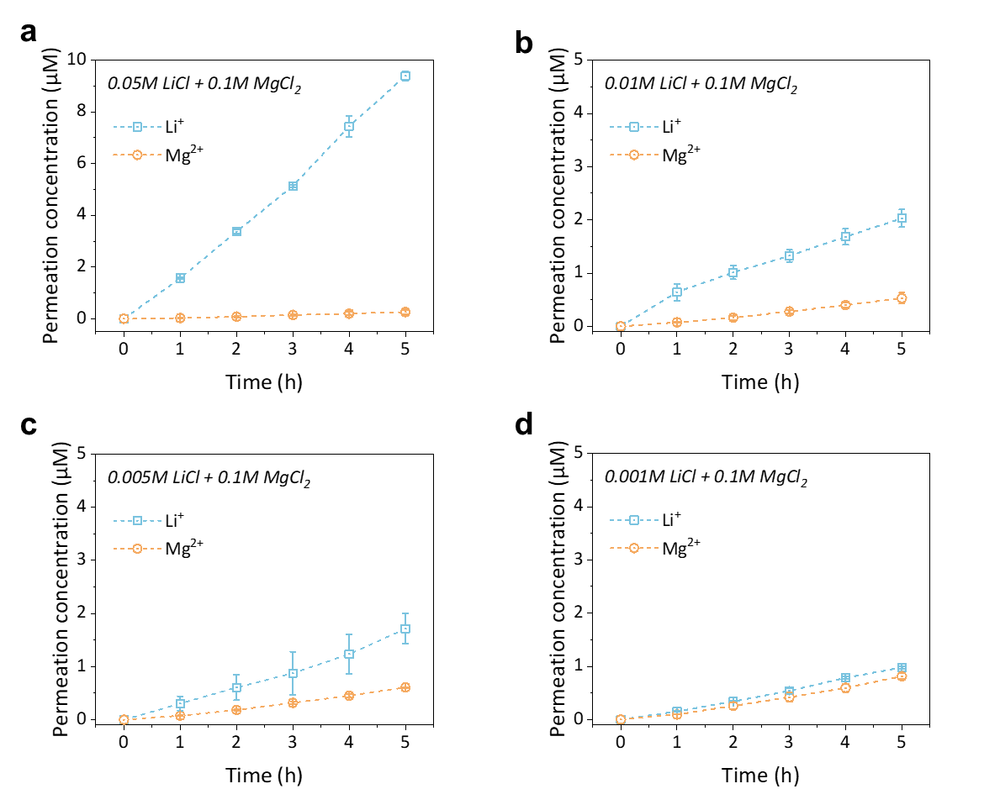 a
Permeation concentration (μM)
10
8
6
4
2
0
0.05M LiCl + 0.1M MgCl2
Li+
Mg2+
0 1 2 3 4 5
Time (h)
b
Permeation concentration (μM)
5
4
3
2
1
0
0.01M LiCl + 0.1M MgCl2
Li+
Mg2+
0 1 2 3 4 5
Time (h)
c
Permeation concentration (μM)
5
4
3
2
1
0
0.005M LiCl + 0.1M MgCl2
Li+
Mg2+
0 1 2 3 4 5
Time (h)
d
Permeation concentration (μM)
5
4
3
2
1
0
0.001M LiCl + 0.1M MgCl2
Li+
Mg2+
0 1 2 3 4 5
Time (h)